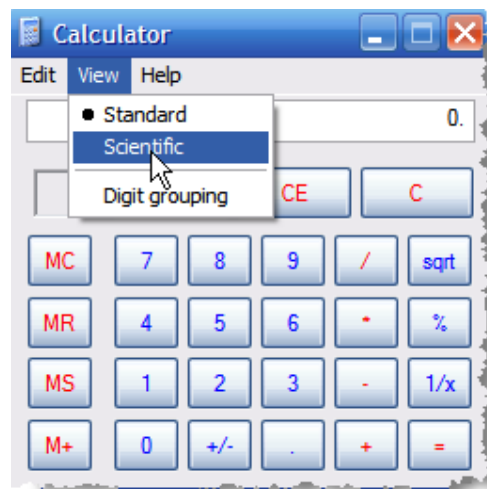 Calculator
Edit View Help
Standard
0.
Scientific
Digit grouping
CE C
MC 7 8 9 / sqrt
MR 4 5 6 * %
MS 1 2 3 - 1/x
M+ 0 +/- . + =